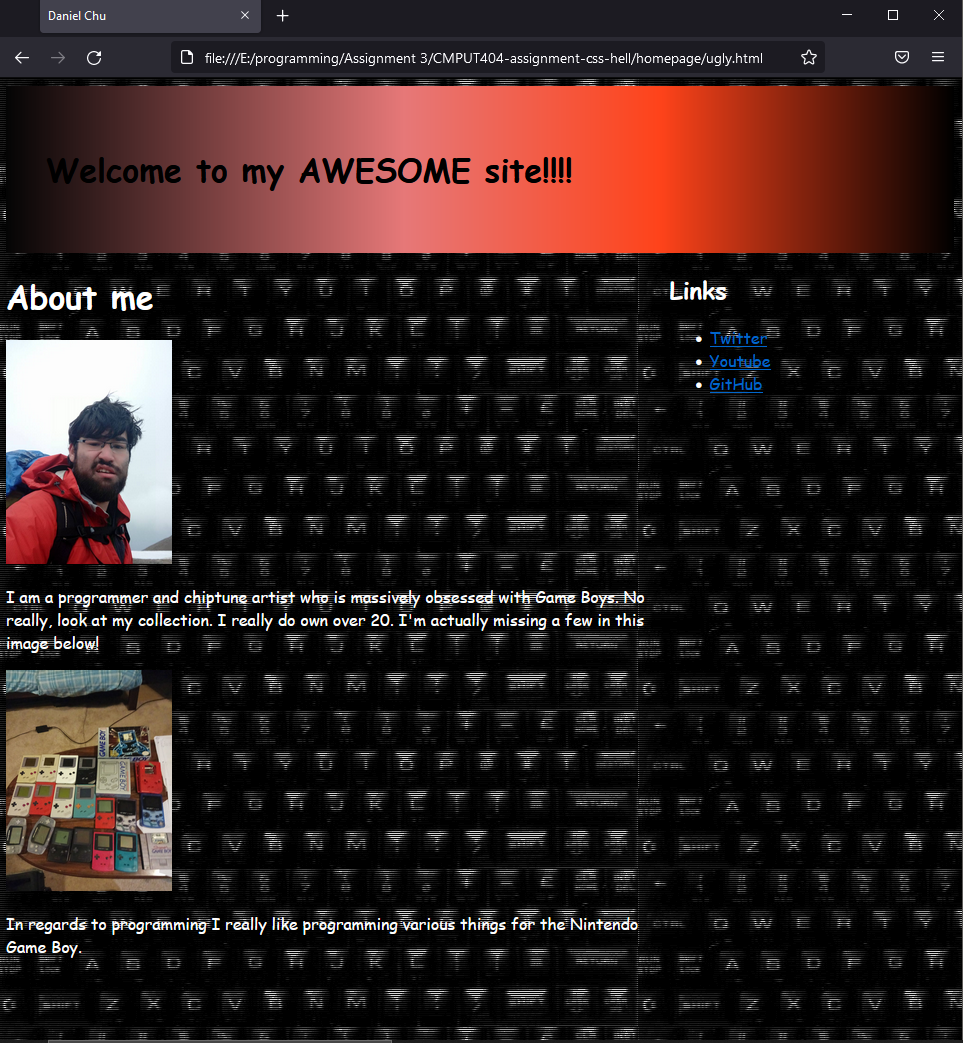 Daniel Chu
file:///E:/programming/Assignment 3/CMPUT404-assignment-css-hell/homepage/ugly.html
Welcome to my AWESOME site!!!!
About me
I am a programmer and chiptune artist who is massively obsessed with Game Boys. No
really, look at my collection. I really do own over 20. I'm actually missing a few in this
image below!
In regards to programming I really like programming various things for the Nintendo
Game Boy.
Links
Twitter
Youtube
GitHub